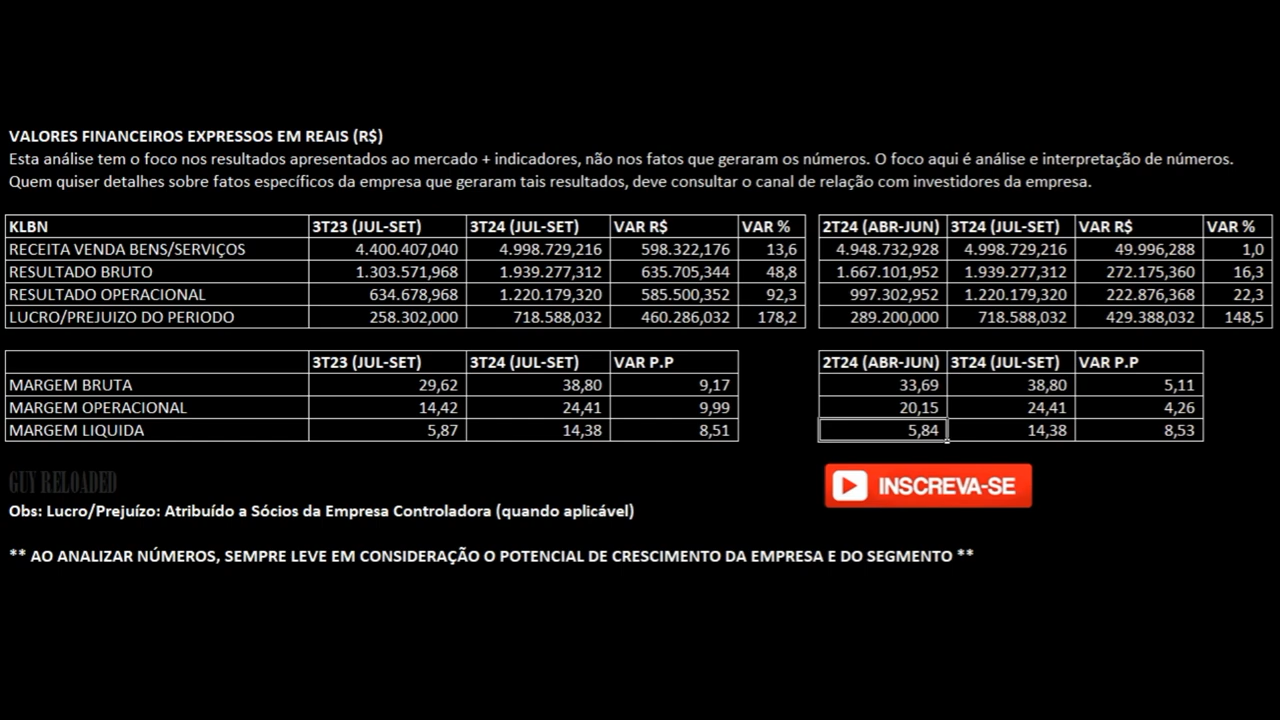 VALORES FINANCEIROS EXPRESSOS EM REAIS (R$)
Esta análise tem o foco nos resultados apresentados ao mercado + indicadores, não nos fatos que geraram os números. O foco aqui é análise e interpretação de números.
Quem quiser detalhes sobre fatos específicos da empresa que geraram tais resultados, deve consultar o canal de relação com investidores da empresa.
KLBN 3T23 (JUL-SET) 3T24 (JUL-SET) VAR R$ VAR % 2T24 (ABR-JUN) 3T24 (JUL-SET) VAR R$ VAR %
RECEITA VENDA BENS/SERVIÇOS 4.400.407,040 4.998.729,216 598.322,176 13,6 4.948.732,928 4.998.729,216 49.996,288 1,0
RESULTADO BRUTO 1.303.571,968 1.939.277,312 635.705,344 48,8 1.667.101,952 1.939.277,312 272.175,360 16,3
RESULTADO OPERACIONAL 634.678,968 1.220.179,320 585.500,352 92,3 997.302,952 1.220.179,320 222.876,368 22,3
LUCRO/PREJUIZO DO PERIODO 258.302,000 718.588,032 460.286,032 178,2 289.200,000 718.588,032 429.388,032 148,5
3T23 (JUL-SET) 3T24 (JUL-SET) VAR P.P 2T24 (ABR-JUN) 3T24 (JUL-SET) VAR P.P
MARGEM BRUTA 29,62 38,80 9,17 33,69 38,80 5,11
MARGEM OPERACIONAL 14,42 24,41 9,99 20,15 24,41 4,26
MARGEM LIQUIDA 5,87 14,38 8,51 5,84 14,38 8,53
GUY RELOADED
INSCREVA-SE
Obs: Lucro/Prejuízo: Atribuído a Sócios da Empresa Controladora (quando aplicável)
** AO ANALIZAR NÚMEROS, SEMPRE LEVE EM CONSIDERAÇÃO O POTENCIAL DE CRESCIMENTO DA EMPRESA E DO SEGMENTO **